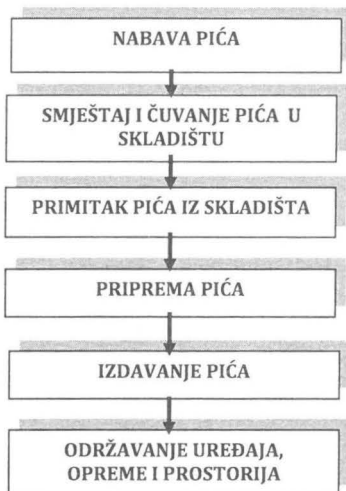 NABAVA PIĆA
SMJEŠTAJ I ČUVANJE PIĆA U
SKLADIŠTU
PRIMITAK PIĆA IZ SKLADIŠTA
PRIPREMA PIĆA
IZDAVANJE PIĆA
ODRŽAVANJE UREĐAJA,
OPREME I PROSTORIJA